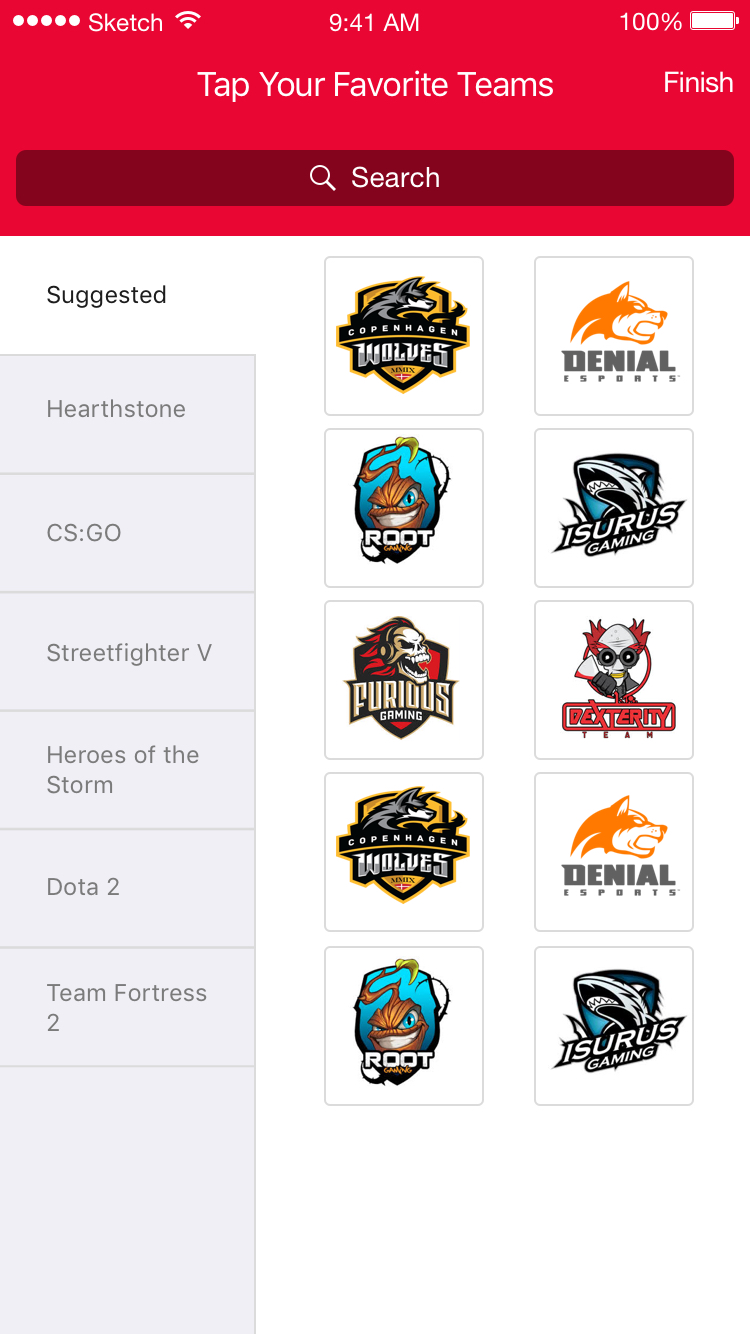 Sketch 9:41 AM 100%
Tap Your Favorite Teams Finish
Search
Suggested
Hearthstone
CS:GO
Streetfighter V
Heroes of the
Storm
Dota 2
Team Fortress
2
COPENHAGEN
WOLVES
MMIX
DENIAL
ESPORTS
ROOT
GAMING
ISURUS
GAMING
FURIOUS
GAMING
DEXTERITY
TEAM
COPENHAGEN
WOLVES
MMIX
DENIAL
ESPORTS
ROOT
GAMING
ISURUS
GAMING